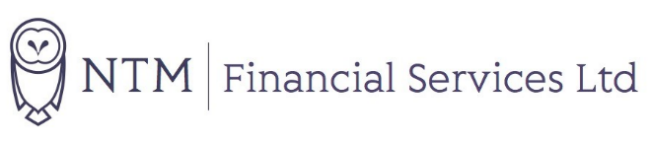 NTM | Financial Services Ltd